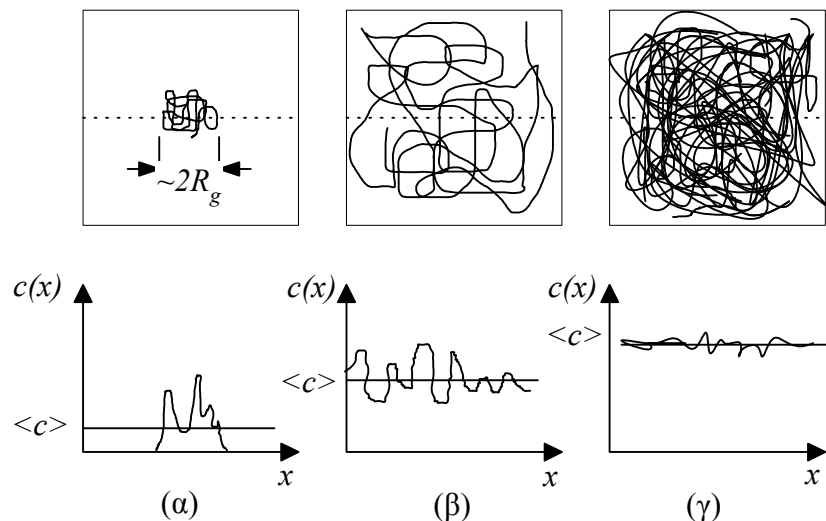 ~2R_g
c(x)
<c>
x
(α)
c(x)
<c>
x
(β)
c(x)
<c>
x
(γ)